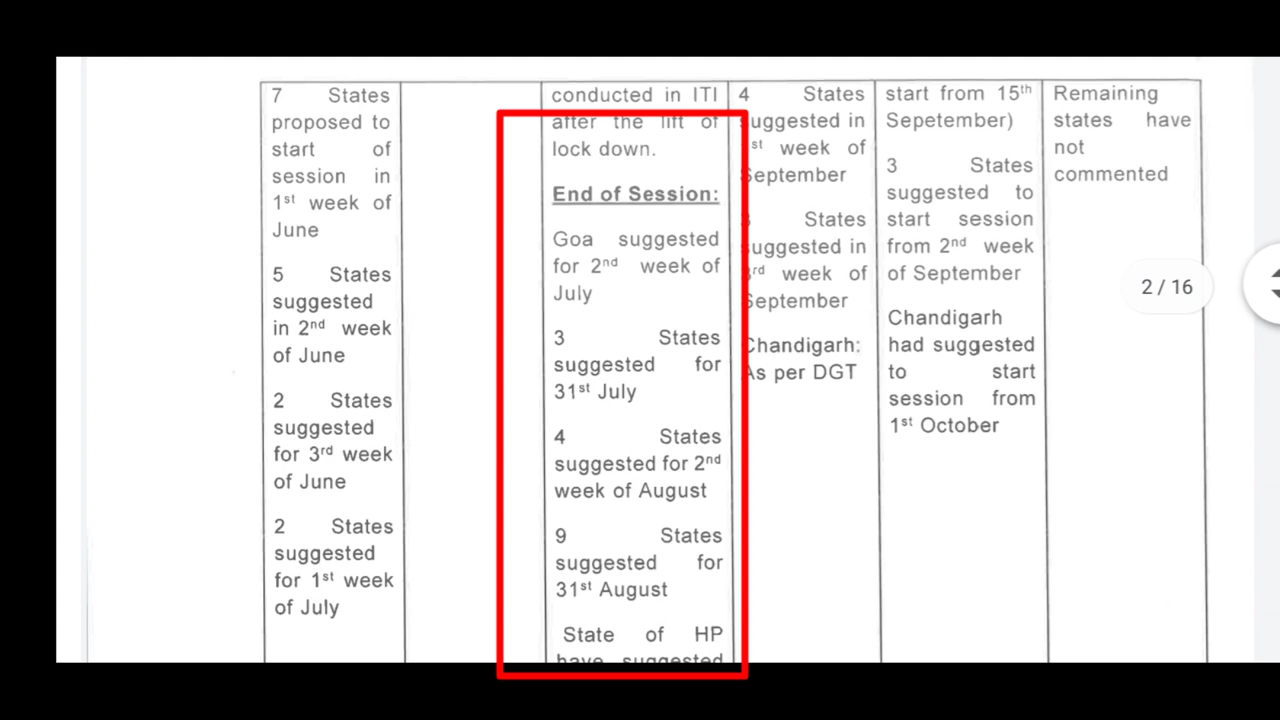 7 States
proposed to
start of
session in
1st week of
June
5 States
suggested
in 2nd week
of June
2 States
suggested
for 3rd week
of June
2 States
suggested
for 1st week
of July
conducted in ITI
after the lift of
lock down.
End of Session:
Goa suggested
for 2nd week of
July
3 States
suggested for
31st July
4 States
suggested for 2nd
week of August
9 States
suggested for
31st August
State of HP
have suggested
4 States
suggested in
1st week of
September
3 States
suggested in
3rd week of
September
Chandigarh:
As per DGT
start from 15th
Sepetember)
3 States
suggested to
start session
from 2nd week
of September
Chandigarh
had suggested
to start
session from
1st October
Remaining
states have
not
commented
2 / 16